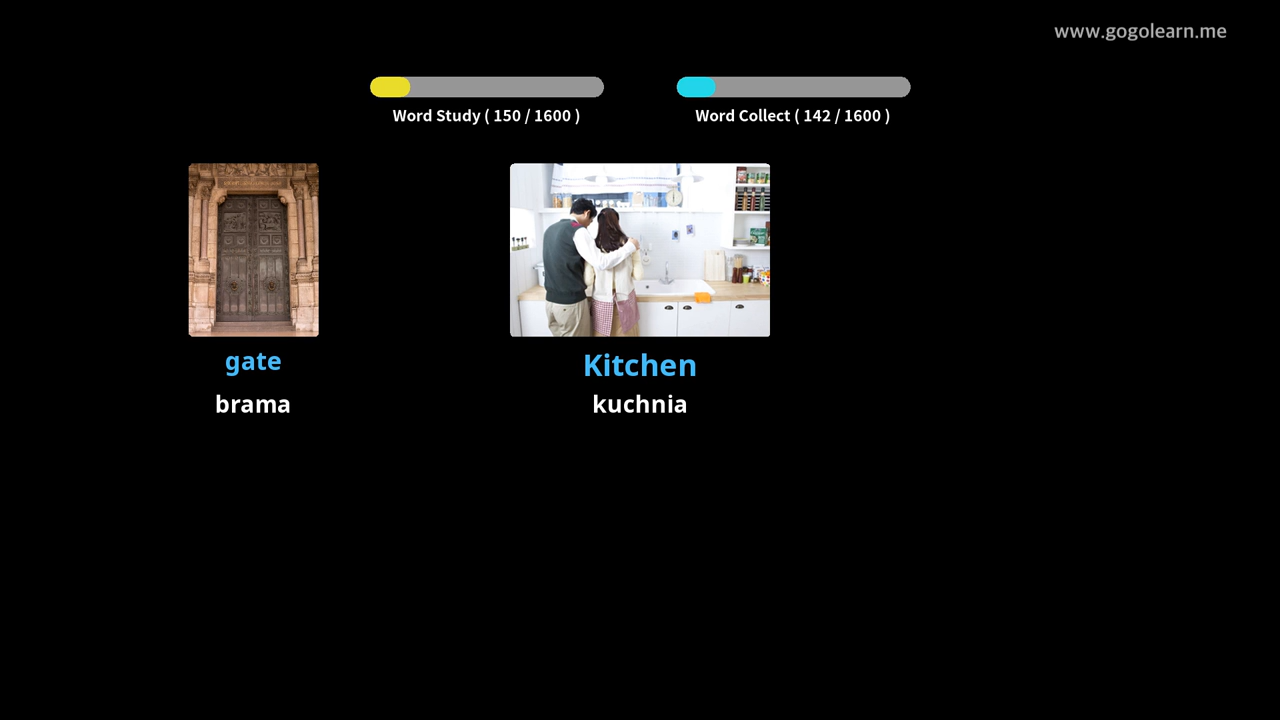 www.gogolearn.me
Word Study ( 150 / 1600 )
Word Collect ( 142 / 1600 )
gate
brama
Kitchen
kuchnia